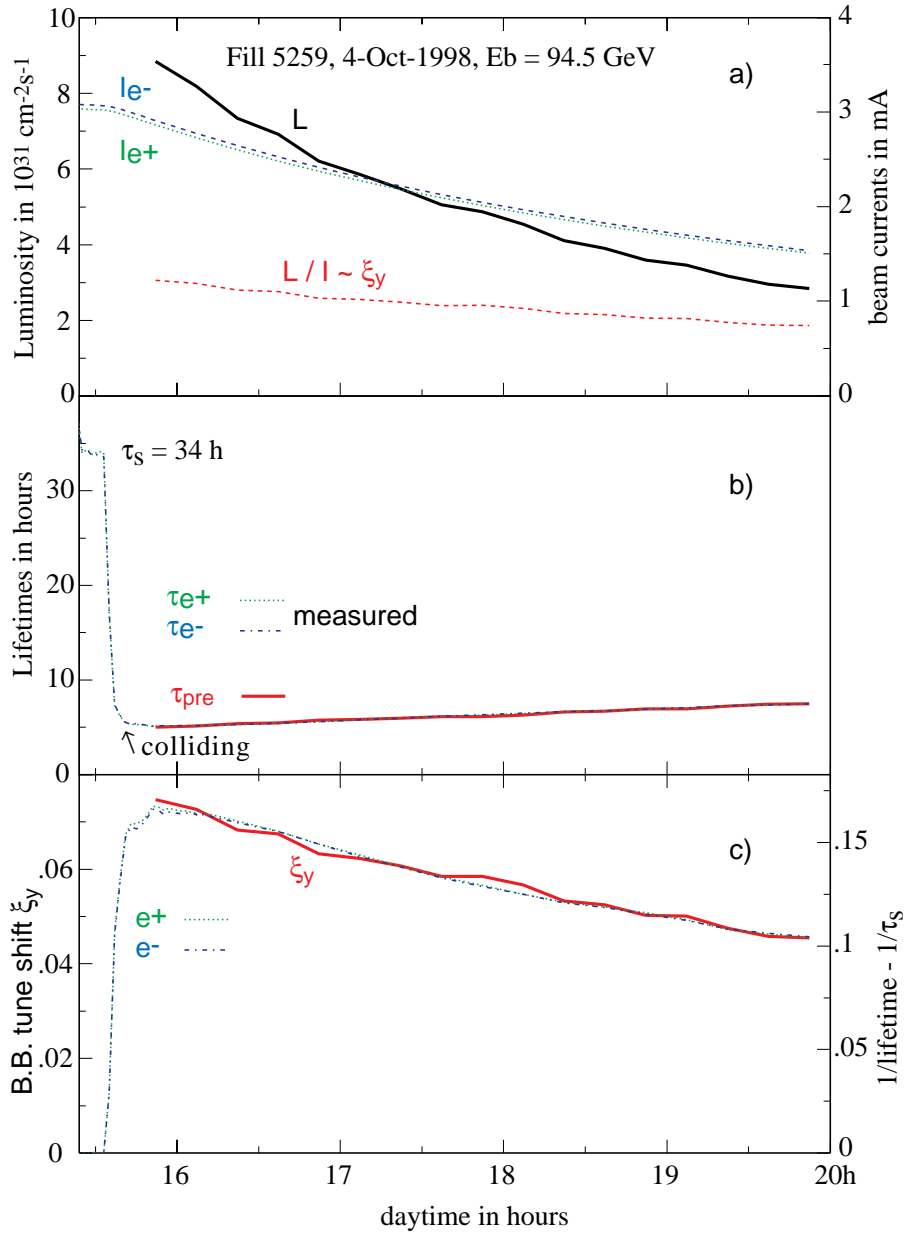 Fill 5259, 4-Oct-1998, Eb = 94.5 GeV
a)
Luminosity in 10³¹ cm-2s-1
beam currents in mA
10
8
6
4
2
0
4
3
2
1
0
Ie-
Ie+
L
L / I ~ ξy
τs = 34 h
b)
Lifetimes in hours
30
20
10
0
τe+
τe-
measured
τpre
↑ colliding
c)
B.B. tune shift ξy
1/lifetime - 1/τs
.06
.04
.02
0
.15
.1
.05
0
ξy
e+
e-
16 17 18 19 20h
daytime in hours